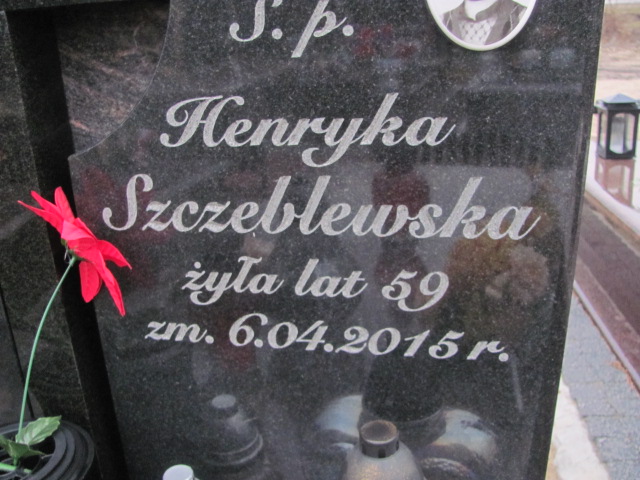 Ś. p.
Henryka
Szczeblewska
żyła lat 59
zm. 6.04.2015 r.